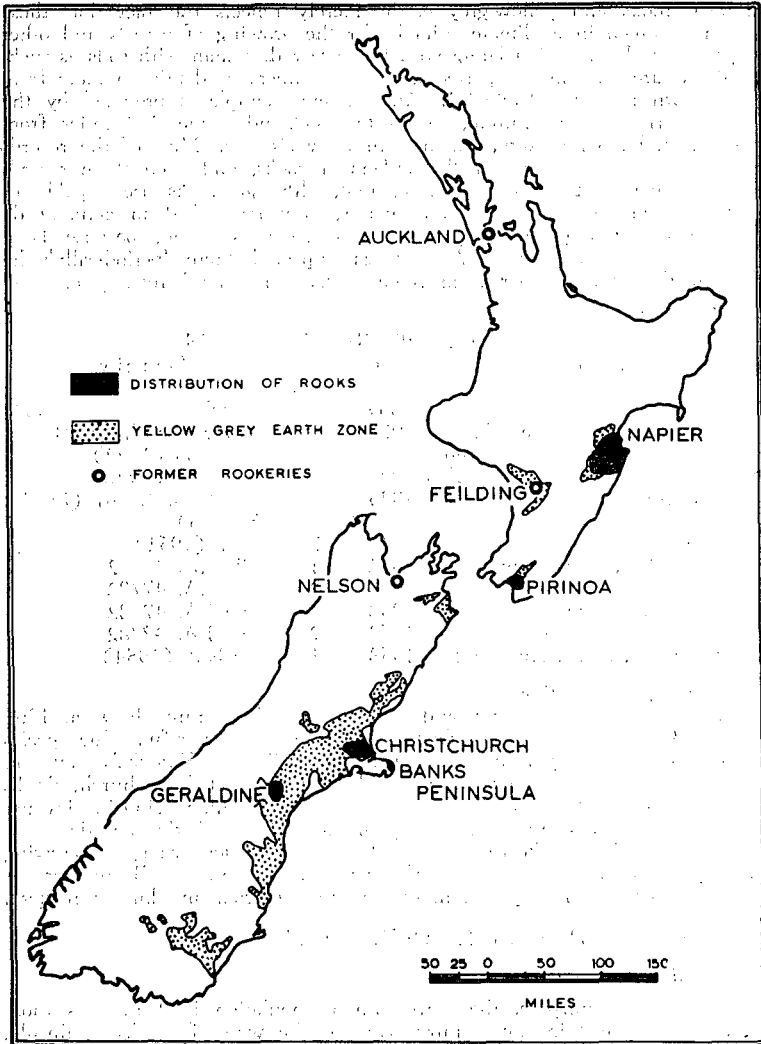 AUCKLAND
DISTRIBUTION OF ROOKS
YELLOW GREY EARTH ZONE
FORMER ROOKERIES
NAPIER
FEILDING
NELSON
PIRINOA
CHRISTCHURCH
BANKS
PENINSULA
GERALDINE
50 25 0 50 100 150
MILES